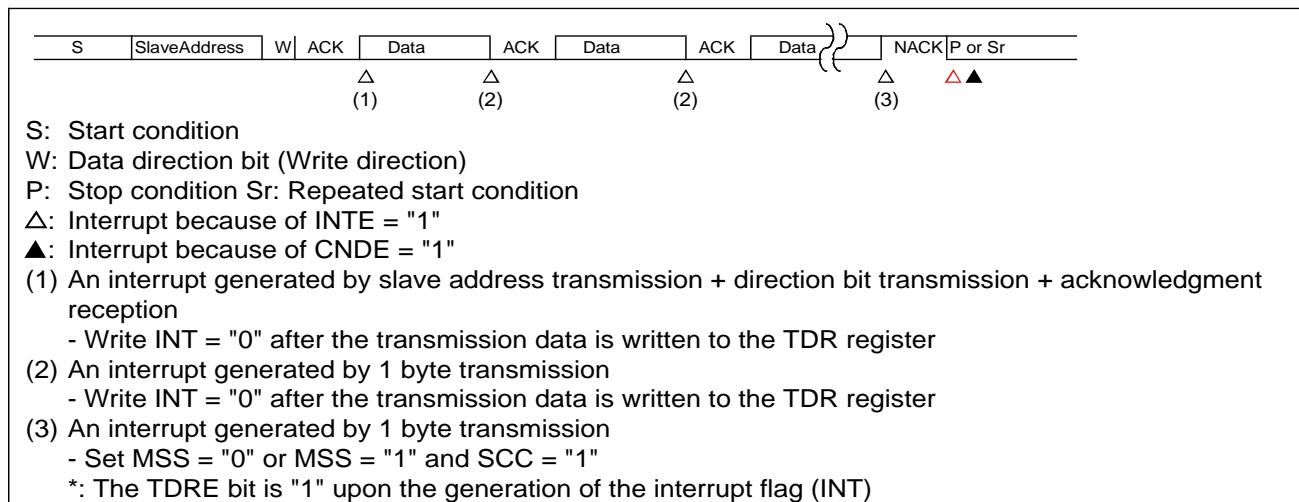 S SlaveAddress W ACK Data ACK Data ACK Data NACK P or Sr
△ △ △ △ △ ▲
(1) (2) (2) (3)
S: Start condition
W: Data direction bit (Write direction)
P: Stop condition Sr: Repeated start condition
△: Interrupt because of INTE = "1"
▲: Interrupt because of CNDE = "1"
(1) An interrupt generated by slave address transmission + direction bit transmission + acknowledgment
reception
- Write INT = "0" after the transmission data is written to the TDR register
(2) An interrupt generated by 1 byte transmission
- Write INT = "0" after the transmission data is written to the TDR register
(3) An interrupt generated by 1 byte transmission
- Set MSS = "0" or MSS = "1" and SCC = "1"
*: The TDRE bit is "1" upon the generation of the interrupt flag (INT)